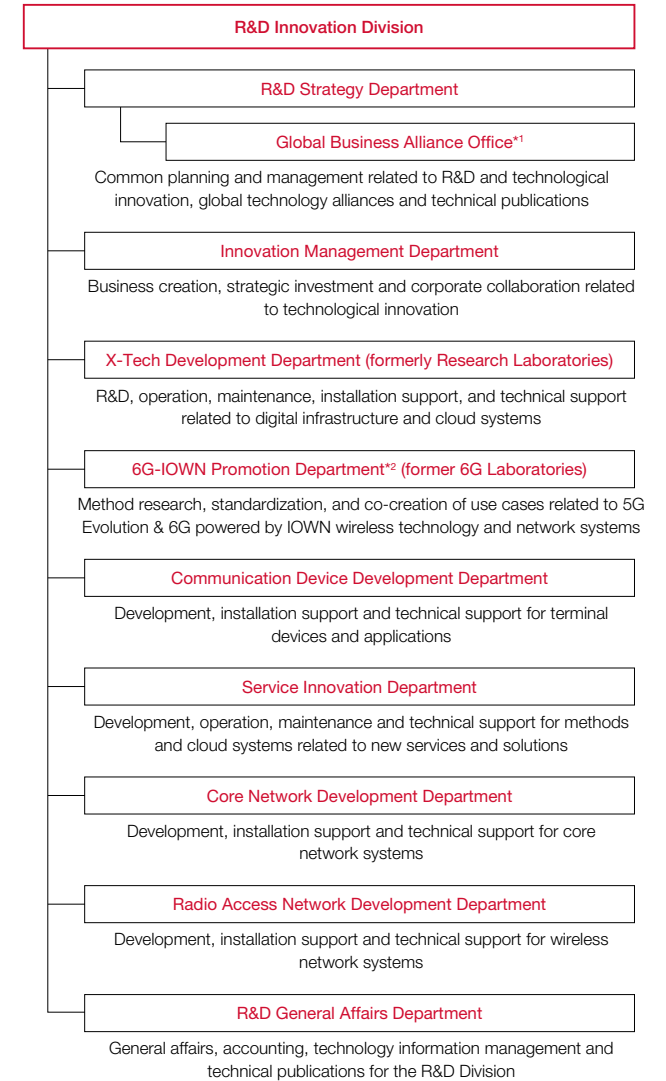 R&D Innovation Division
R&D Strategy Department
Global Business Alliance Office*1
Common planning and management related to R&D and technological
innovation, global technology alliances and technical publications
Innovation Management Department
Business creation, strategic investment and corporate collaboration related
to technological innovation
X-Tech Development Department (formerly Research Laboratories)
R&D, operation, maintenance, installation support, and technical support
related to digital infrastructure and cloud systems
6G-IOWN Promotion Department*2 (former 6G Laboratories)
Method research, standardization, and co-creation of use cases related to 5G
Evolution & 6G powered by IOWN wireless technology and network systems
Communication Device Development Department
Development, installation support and technical support for terminal
devices and applications
Service Innovation Department
Development, operation, maintenance and technical support for methods
and cloud systems related to new services and solutions
Core Network Development Department
Development, installation support and technical support for core
network systems
Radio Access Network Development Department
Development, installation support and technical support for wireless
network systems
R&D General Affairs Department
General affairs, accounting, technology information management and
technical publications for the R&D Division